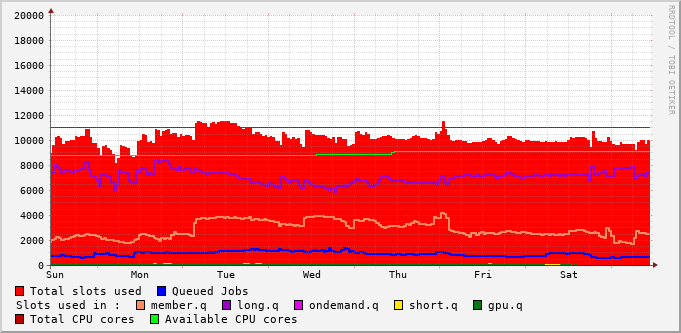 RRDTOOL / TOBI OETIKER
20000
18000
16000
14000
12000
10000
8000
6000
4000
2000
0
Sun Mon Tue Wed Thu Fri Sat
Total slots used Queued Jobs
Slots used in : member.q long.q ondemand.q short.q gpu.q
Total CPU cores Available CPU cores